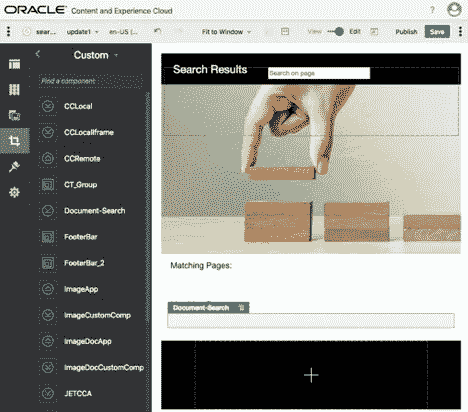 ORACLE Content and Experience Cloud
sear... update1 en-US ( Fit to Window View Edit Publish Save
Custom
Find a component
CCLocal
CCLocalIframe
CCRemote
CT_Group
Document-Search
FooterBar
FooterBar_2
ImageApp
ImageCustomComp
ImageDocApp
ImageDocCustomComp
JETCCA
Search Results
Search on page
Matching Pages:
Document-Search